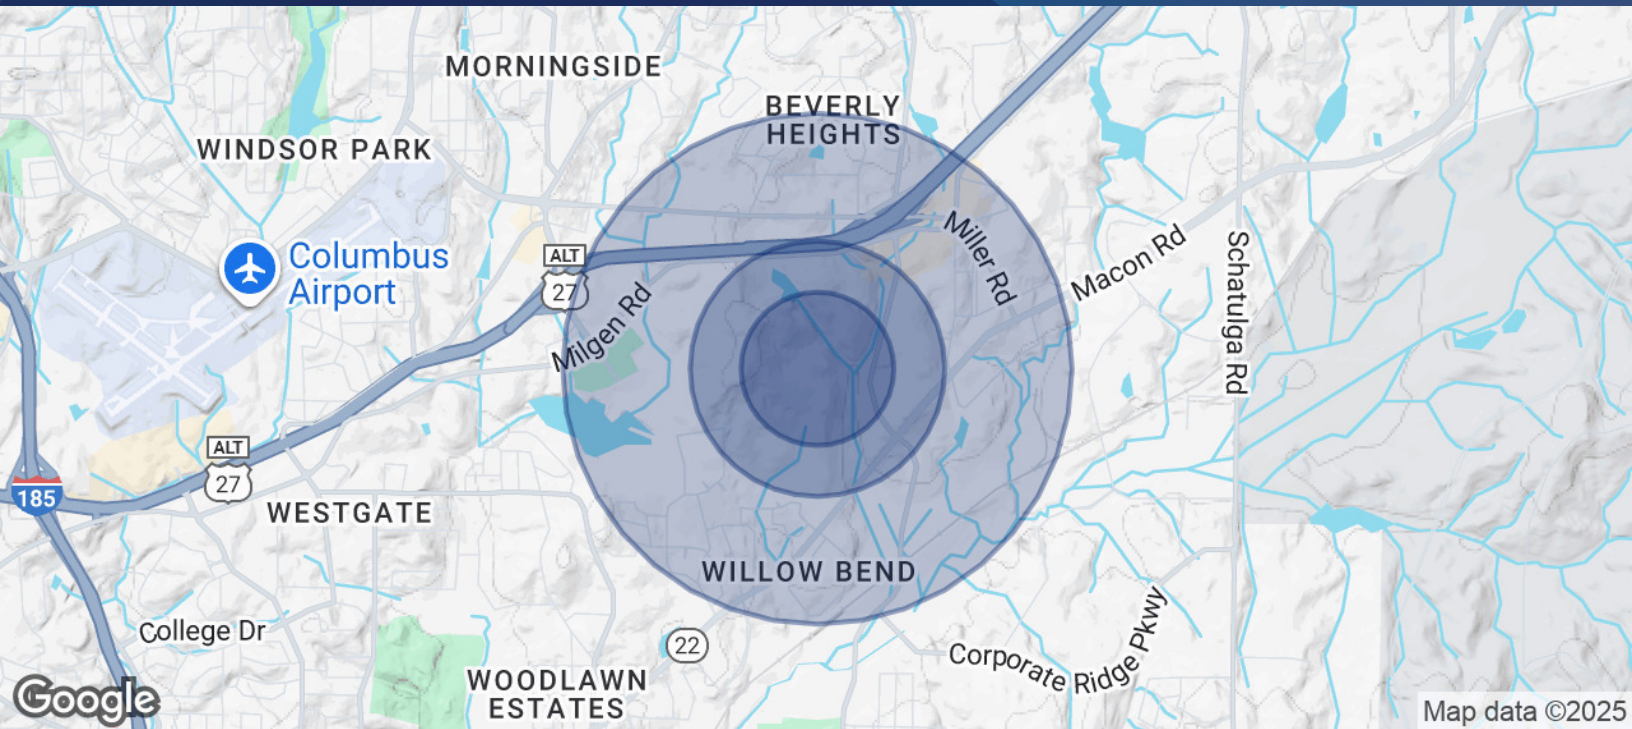 MORNINGSIDE
BEVERLY
HEIGHTS
WINDSOR PARK
Columbus
Airport
ALT
27
Milgen Rd
Miller Rd
Macon Rd
Schatulga Rd
ALT
27
185
WESTGATE
WILLOW BEND
College Dr
22
WOODLAWN
ESTATES
Corporate Ridge Pkwy
Google
Map data ©2025